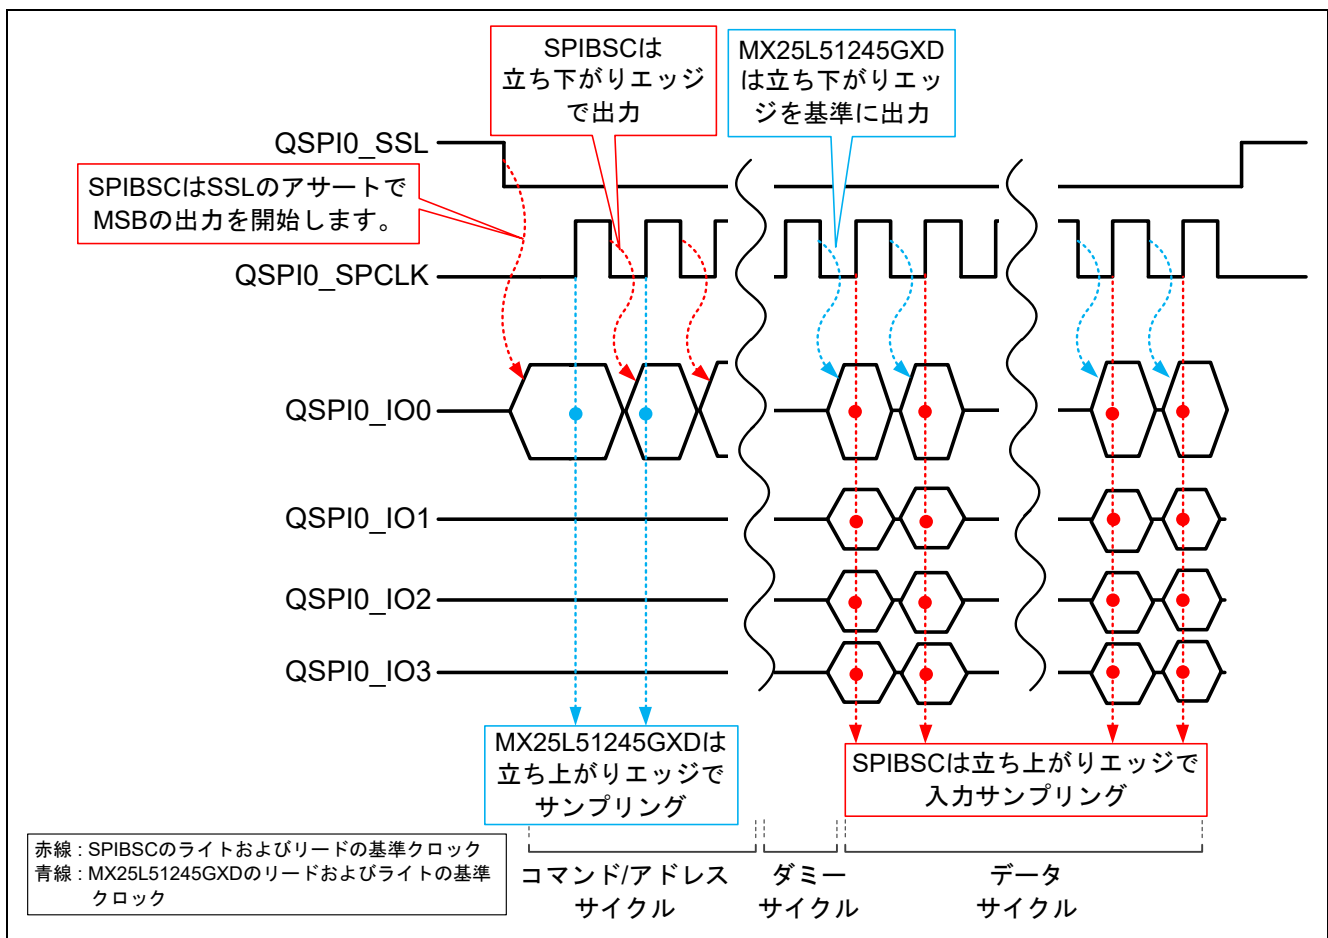 SPIBSCは
立ち下がりエッジ
で出力
MX25L51245GXD
は立ち下がりエッ
ジを基準に出力
QSPI0_SSL
SPIBSCはSSLのアサートで
MSBの出力を開始します。
QSPI0_SPCLK
QSPI0_IO0
QSPI0_IO1
QSPI0_IO2
QSPI0_IO3
MX25L51245GXDは
立ち上がりエッジで
サンプリング
SPIBSCは立ち上がりエッジで
入力サンプリング
赤線 : SPIBSCのライトおよびリードの基準クロック
青線 : MX25L51245GXDのリードおよびライトの基準
クロック
コマンド/アドレス
サイクル
ダミー
サイクル
データ
サイクル